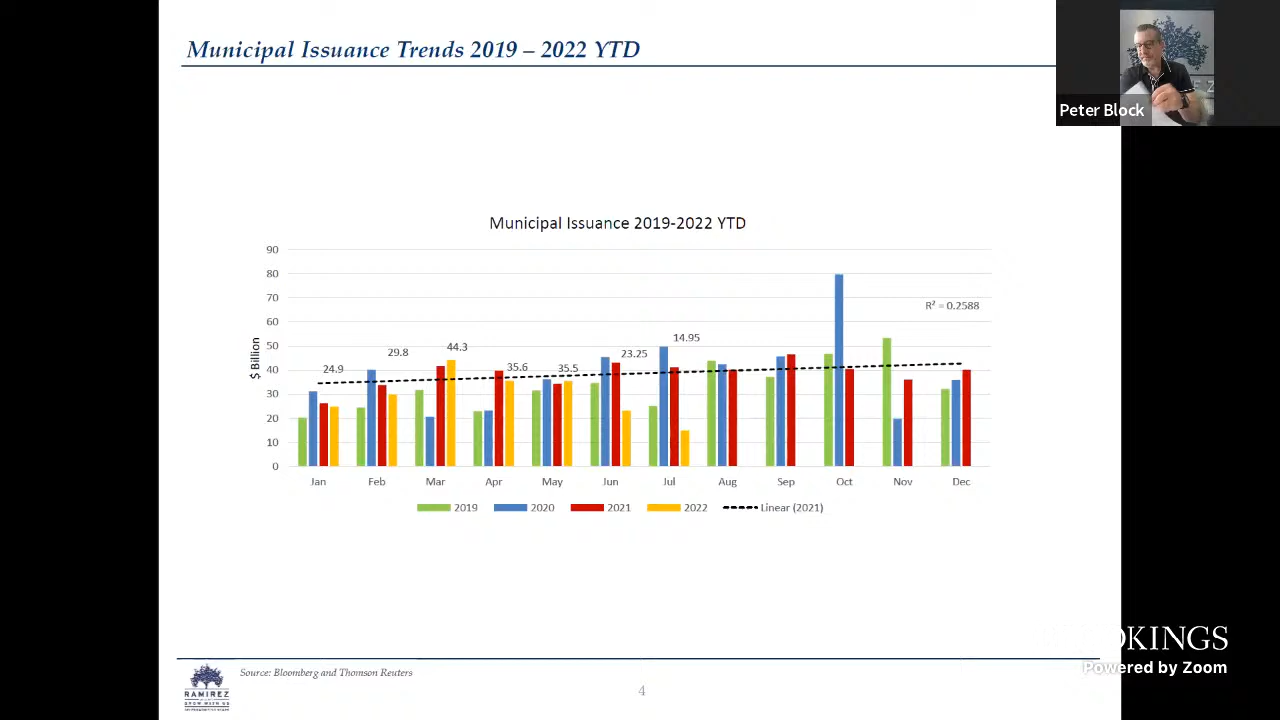 Municipal Issuance Trends 2019 – 2022 YTD
Peter Block
Municipal Issuance 2019-2022 YTD
$ Billion
90
80
70
60
50
40
30
20
10
0
24.9
29.8
44.3
35.6
35.5
23.25
14.95
R² = 0.2588
Jan Feb Mar Apr May Jun Jul Aug Sep Oct Nov Dec
2019 2020 2021 2022 Linear (2021)
KINGS
Powered by Zoom
Source: Bloomberg and Thomson Reuters
RAMIREZ
4